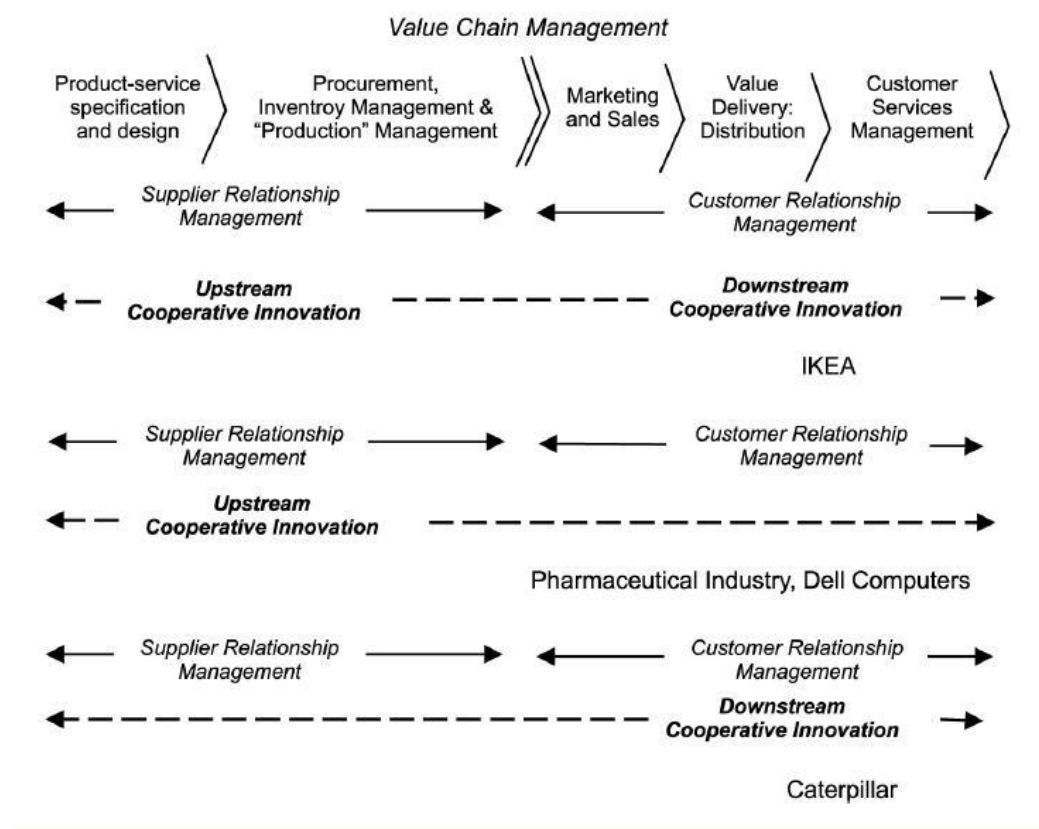 Value Chain Management
Product-service
specification
and design
Procurement,
Inventroy Management &
“Production” Management
Marketing
and Sales
Value
Delivery:
Distribution
Customer
Services
Management
Supplier Relationship
Management
Customer Relationship
Management
Upstream
Cooperative Innovation
Downstream
Cooperative Innovation
IKEA
Supplier Relationship
Management
Customer Relationship
Management
Upstream
Cooperative Innovation
Pharmaceutical Industry, Dell Computers
Supplier Relationship
Management
Customer Relationship
Management
Downstream
Cooperative Innovation
Caterpillar